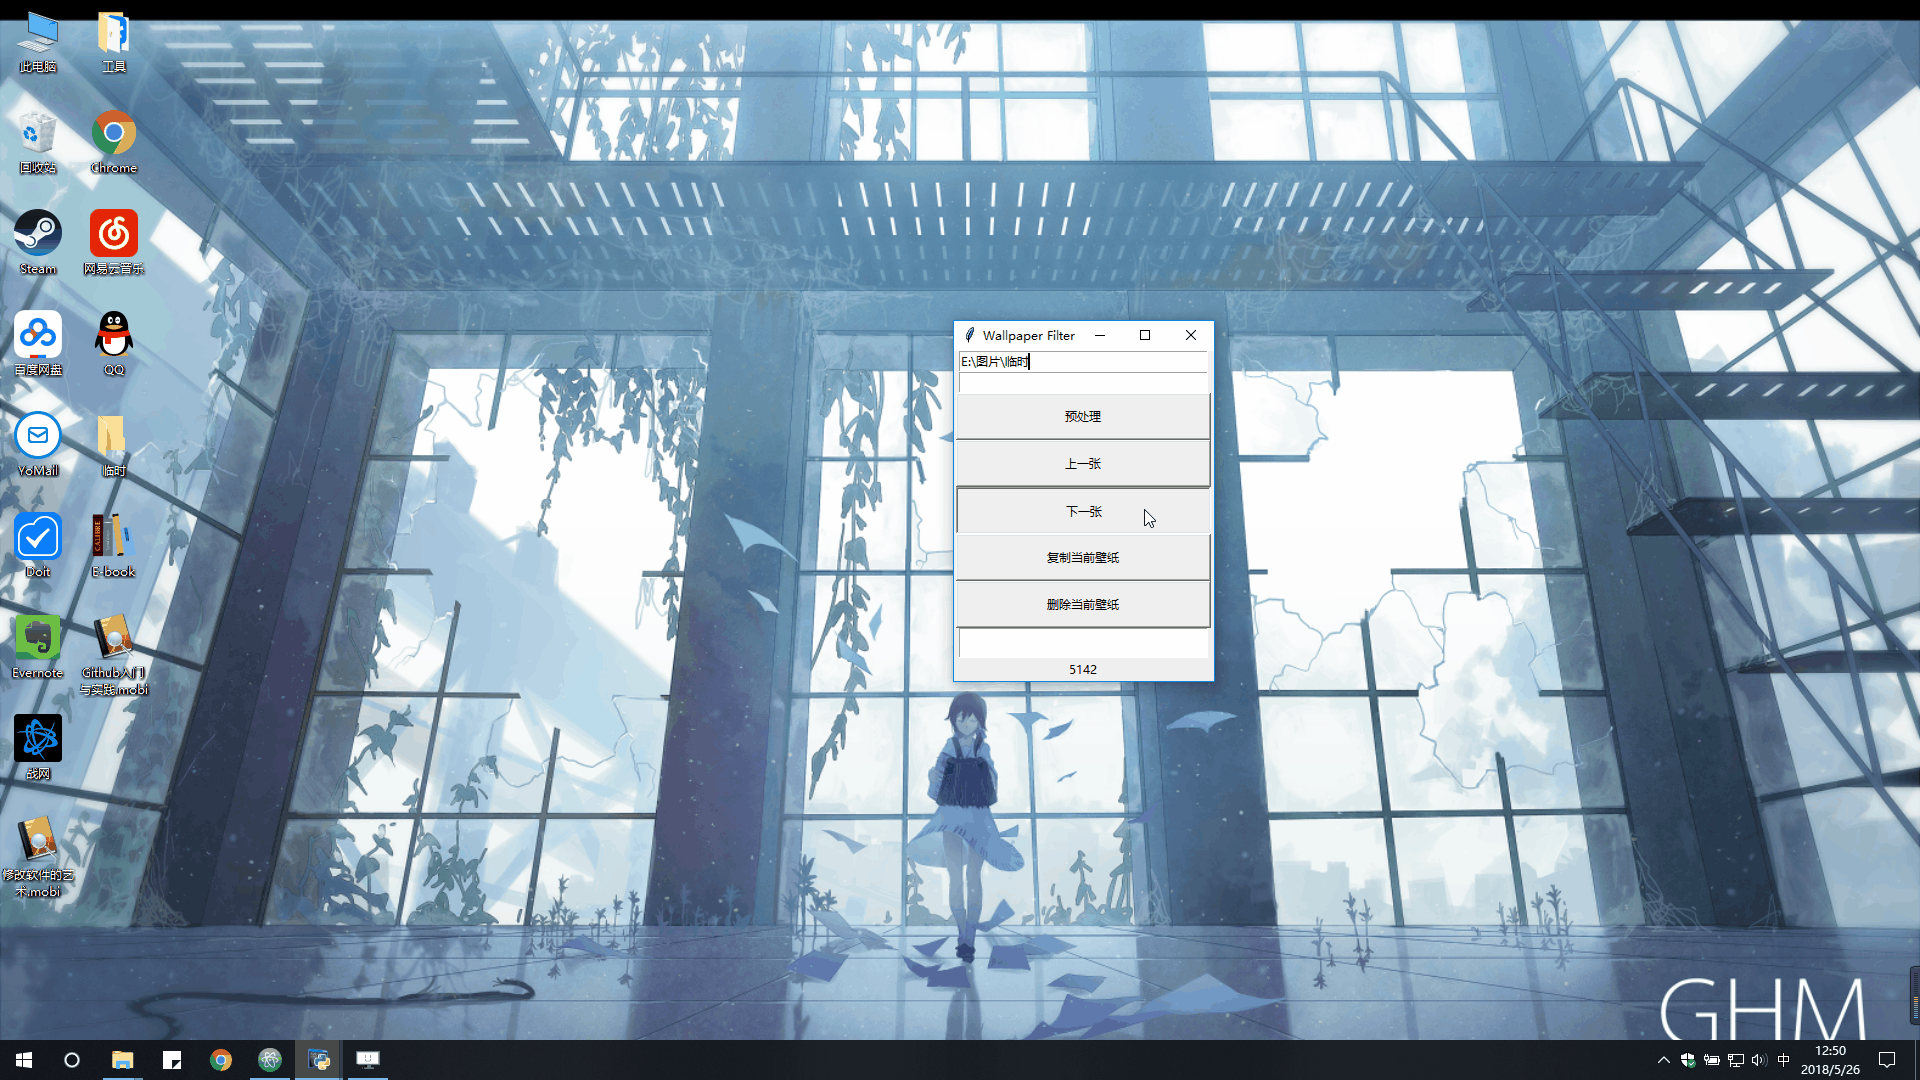 此电脑
工具
回收站
Chrome
Steam
网易云音乐
百度网盘
QQ
YoMail
临时
Doit
E-book
Evernote
Github入门
与实践.mobi
战网
修改软件的艺
术.mobi
CALIBRE
Wallpaper Filter
E:\图片\临时
预处理
上一张
下一张
复制当前壁纸
删除当前壁纸
5142
GHM
中
12:50
2018/5/26